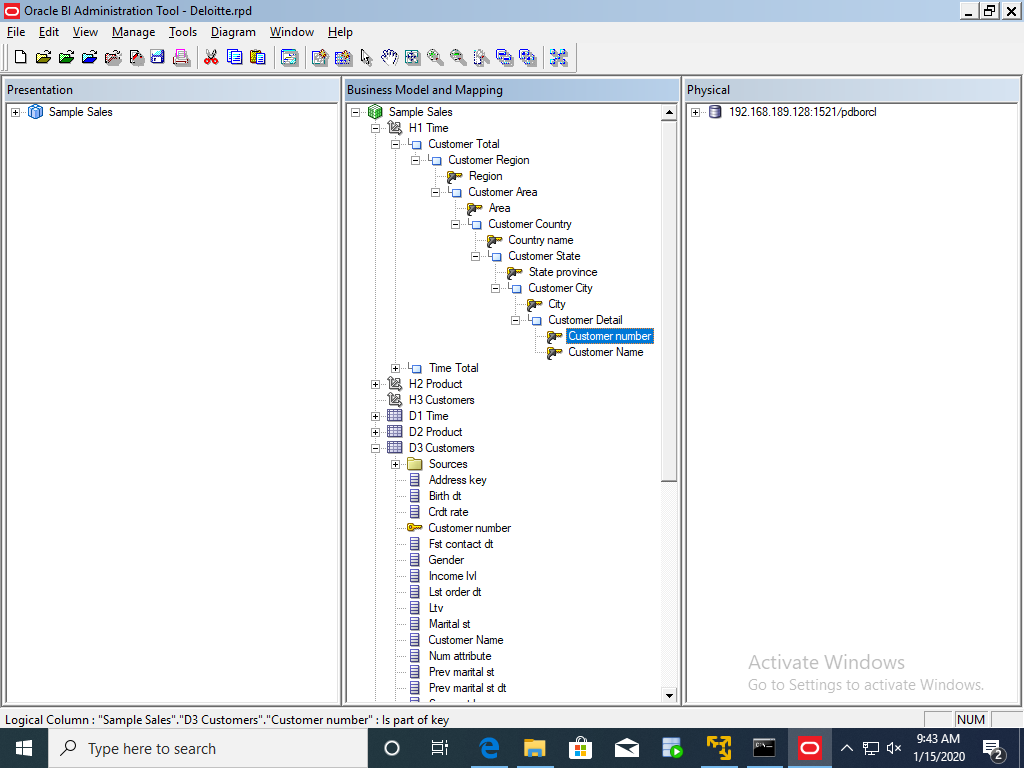 Oracle BI Administration Tool - Deloitte.rpd
File Edit View Manage Tools Diagram Window Help
Presentation
Sample Sales
Business Model and Mapping
Sample Sales
H1 Time
Customer Total
Customer Region
Region
Customer Area
Area
Customer Country
Country name
Customer State
State province
Customer City
City
Customer Detail
Customer number
Customer Name
Time Total
H2 Product
H3 Customers
D1 Time
D2 Product
D3 Customers
Sources
Address key
Birth dt
Crdt rate
Customer number
Fst contact dt
Gender
Income lvl
Lst order dt
Ltv
Marital st
Customer Name
Num attribute
Prev marital st
Prev marital st dt
Physical
192.168.189.128:1521/pdborcl
Activate Windows
Go to Settings to activate Windows.
Logical Column : "Sample Sales"."D3 Customers"."Customer number" : Is part of key
NUM
Type here to search
9:43 AM
1/15/2020
2